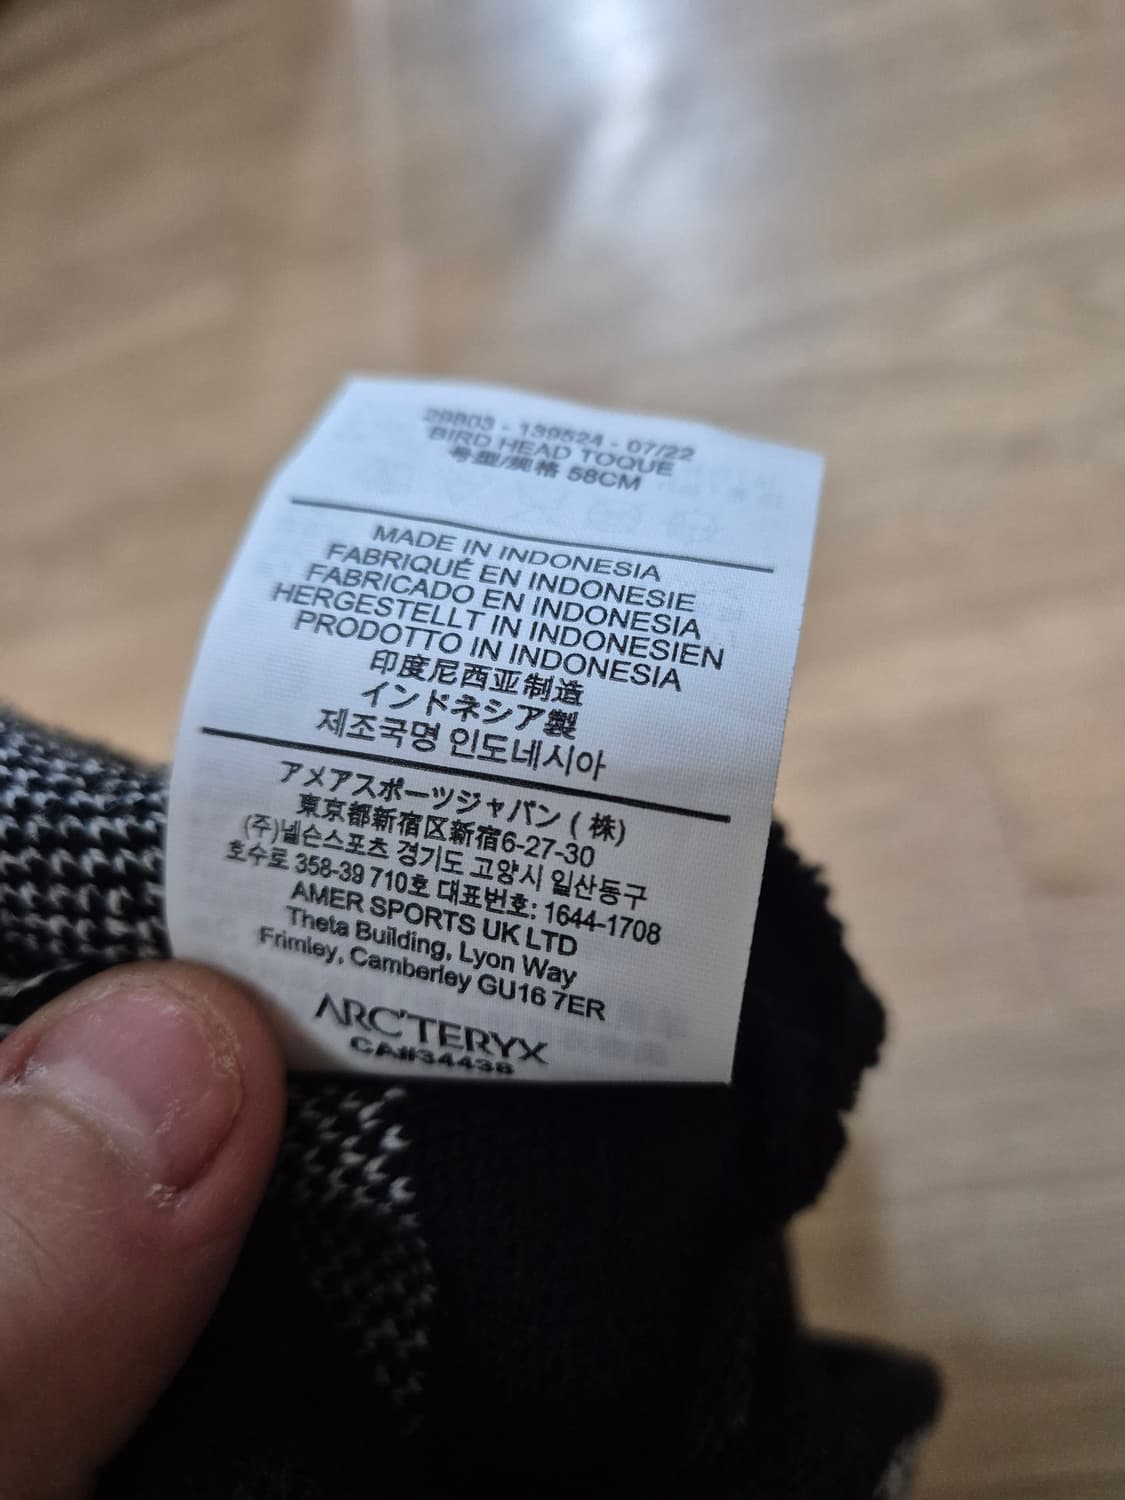 29803 - 139524 - 07/22
BIRD HEAD TOQUE
号型/规格 58CM
MADE IN INDONESIA
FABRIQUÉ EN INDONESIE
FABRICADO EN INDONESIA
HERGESTELLT IN INDONESIEN
PRODOTTO IN INDONESIA
印度尼西亚制造
インドネシア製
제조국명 인도네시아
アメアスポーツジャパン (株)
東京都新宿区新宿6-27-30
(주)넬슨스포츠 경기도 고양시 일산동구
호수로 358-39 710호 대표번호: 1644-1708
AMER SPORTS UK LTD
Theta Building, Lyon Way
Frimley, Camberley GU16 7ER
ARC'TERYX
CA#34438